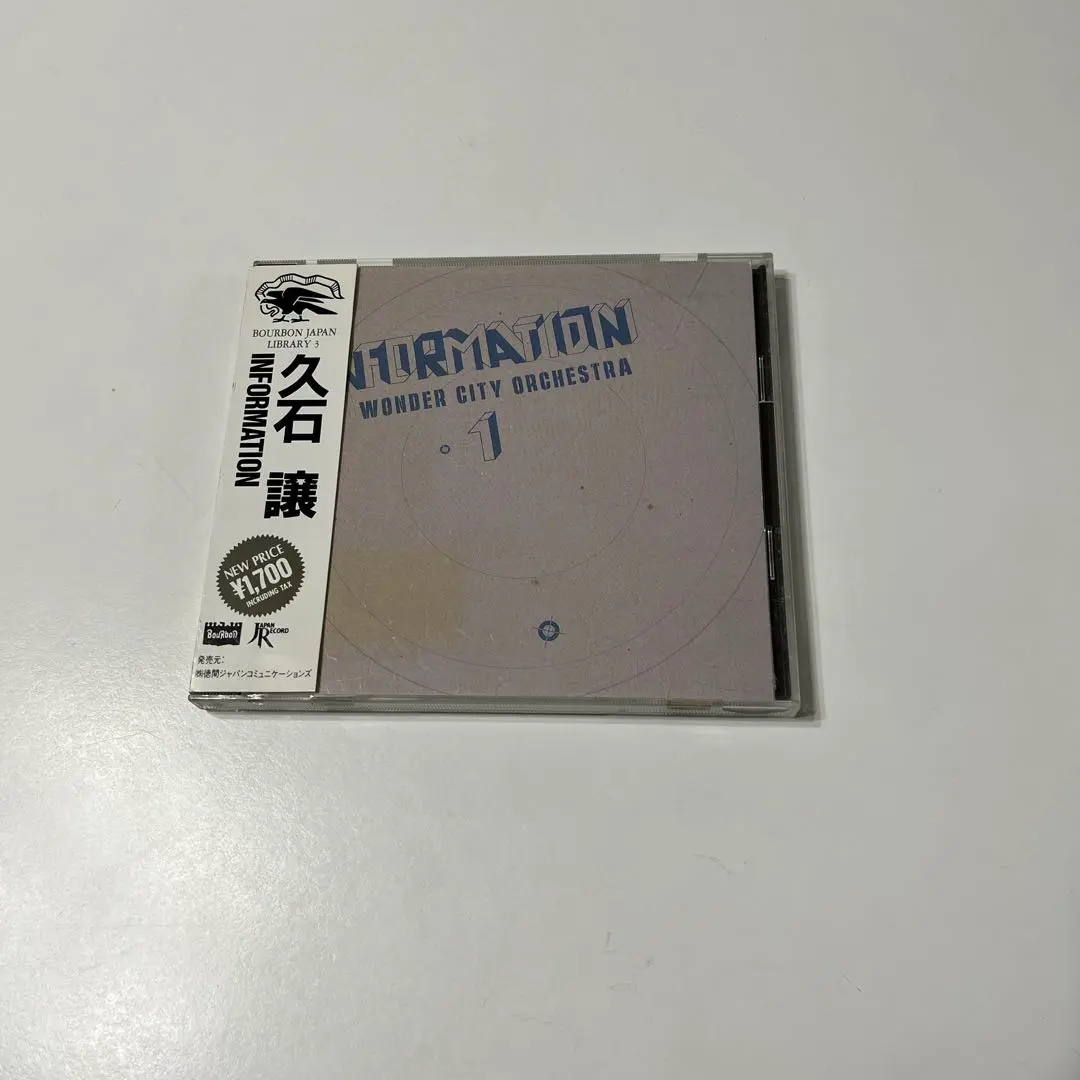 BOURBON JAPAN
LIBRARY 3
久石 譲
INFORMATION
NEW PRICE
¥1,700
INCRUDING TAX
Bourbon
JAPAN
RECORD
発売元:
㈱徳間ジャパンコミュニケーションズ
NFORMATION
WONDER CITY ORCHESTRA
1